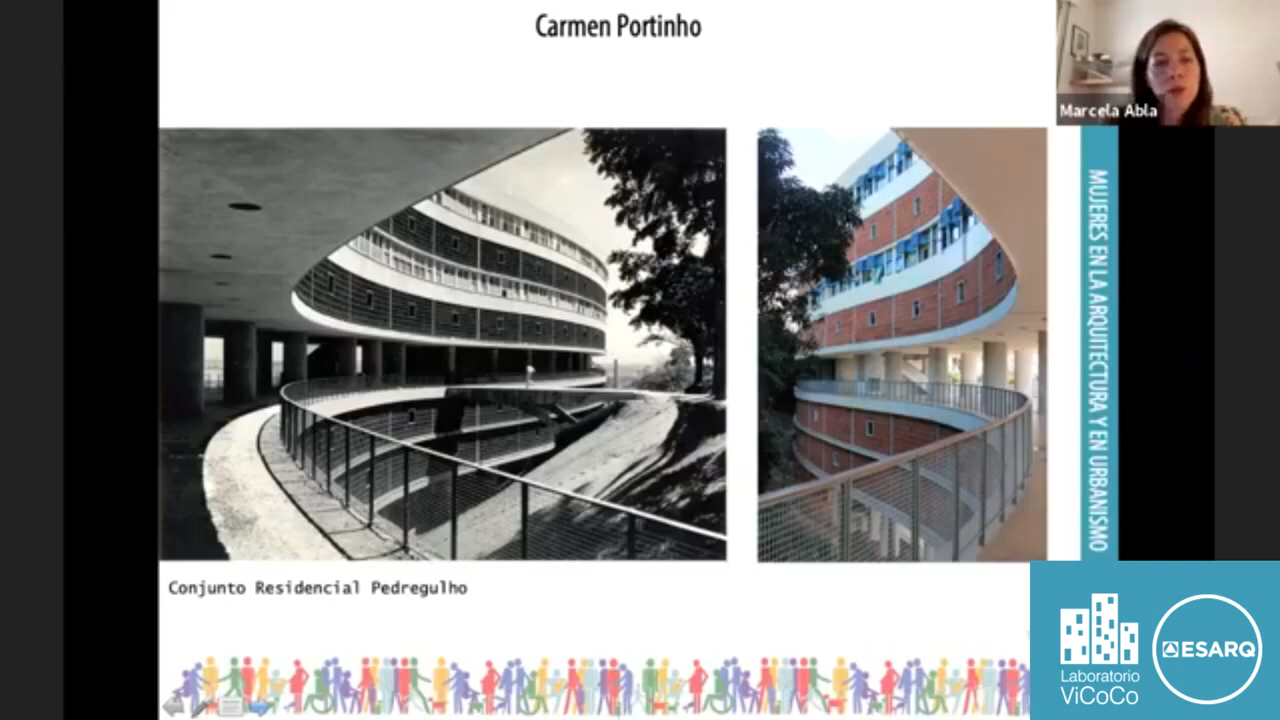 Carmen Portinho
Marcela Abla
MUJERES EN LA ARQUITECTURA Y EN URBANISMO
Conjunto Residencial Pedregulho
Laboratorio
ViCoCo
ESARQ